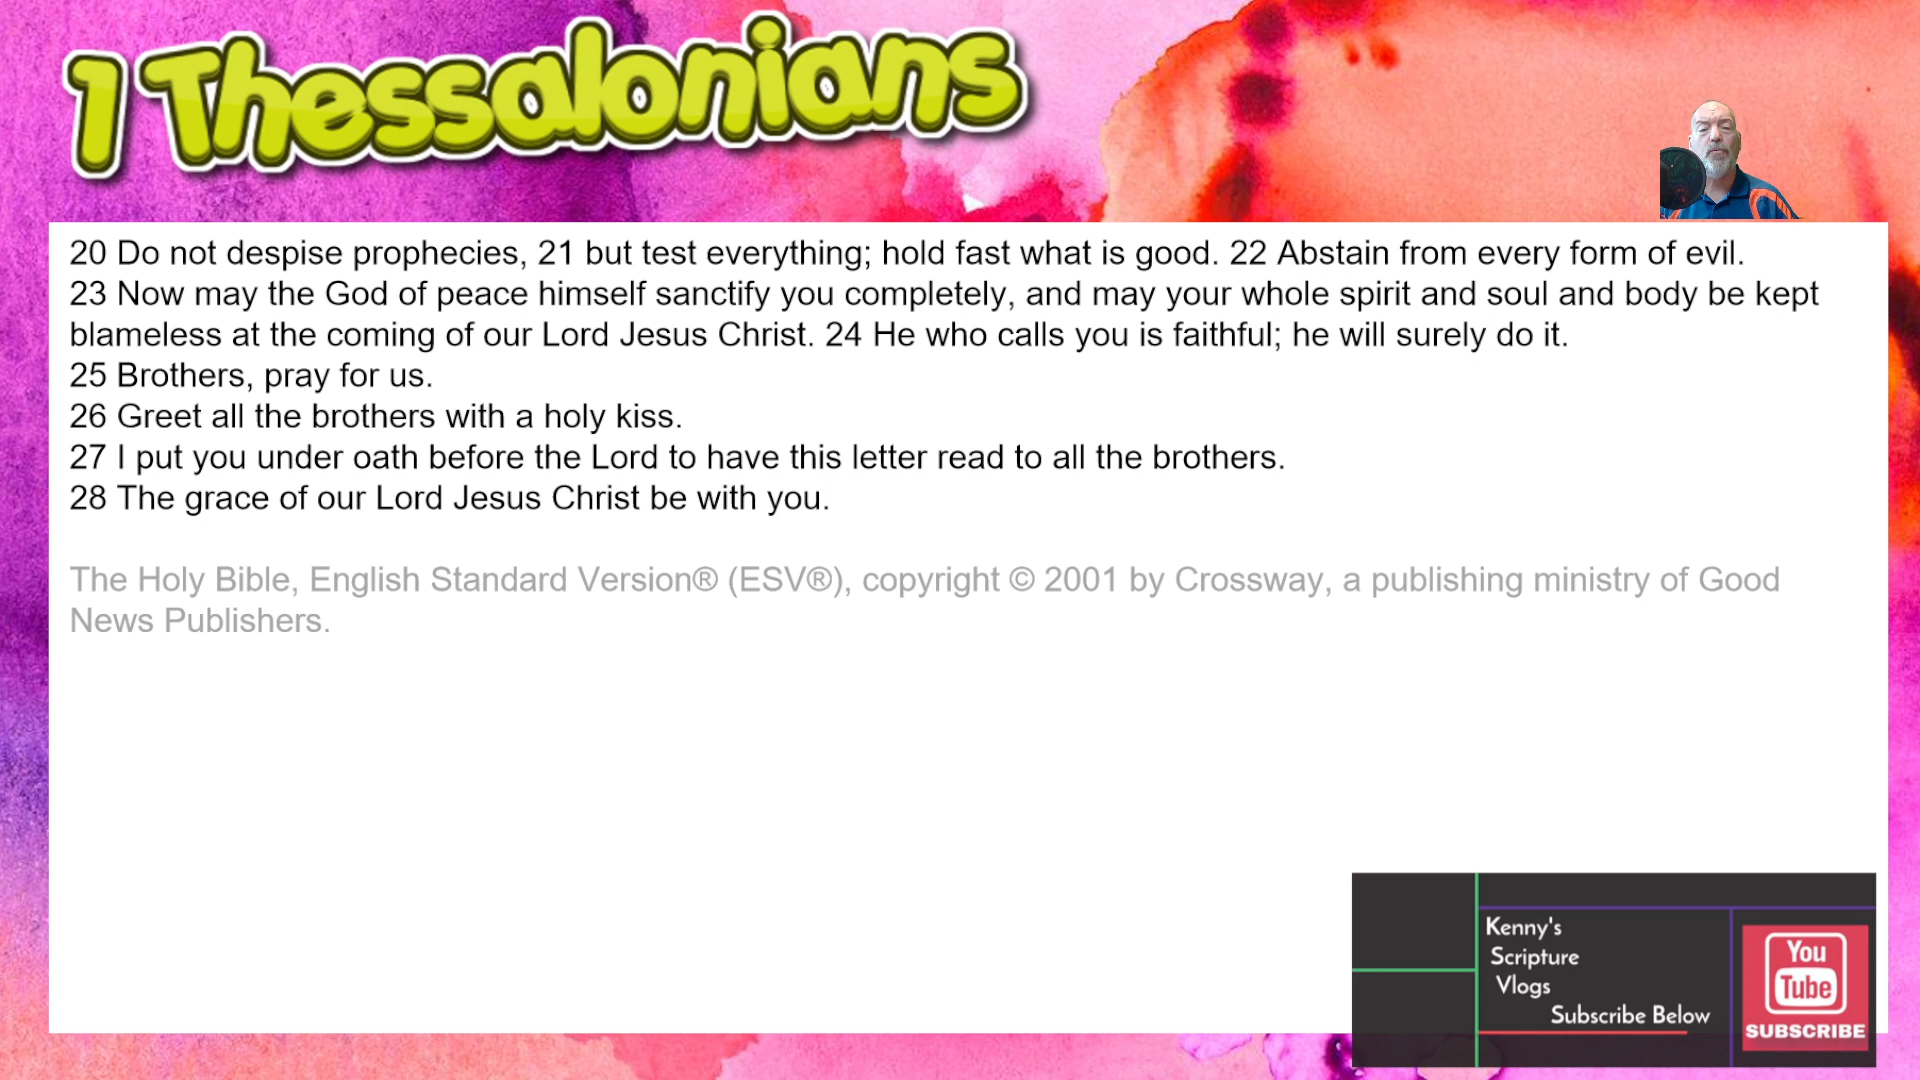 1 Thessalonians
20 Do not despise prophecies, 21 but test everything; hold fast what is good. 22 Abstain from every form of evil.
23 Now may the God of peace himself sanctify you completely, and may your whole spirit and soul and body be kept
blameless at the coming of our Lord Jesus Christ. 24 He who calls you is faithful; he will surely do it.
25 Brothers, pray for us.
26 Greet all the brothers with a holy kiss.
27 I put you under oath before the Lord to have this letter read to all the brothers.
28 The grace of our Lord Jesus Christ be with you.
The Holy Bible, English Standard Version® (ESV®), copyright © 2001 by Crossway, a publishing ministry of Good
News Publishers.
Kenny's
Scripture
Vlogs
Subscribe Below
You
Tube
SUBSCRIBE